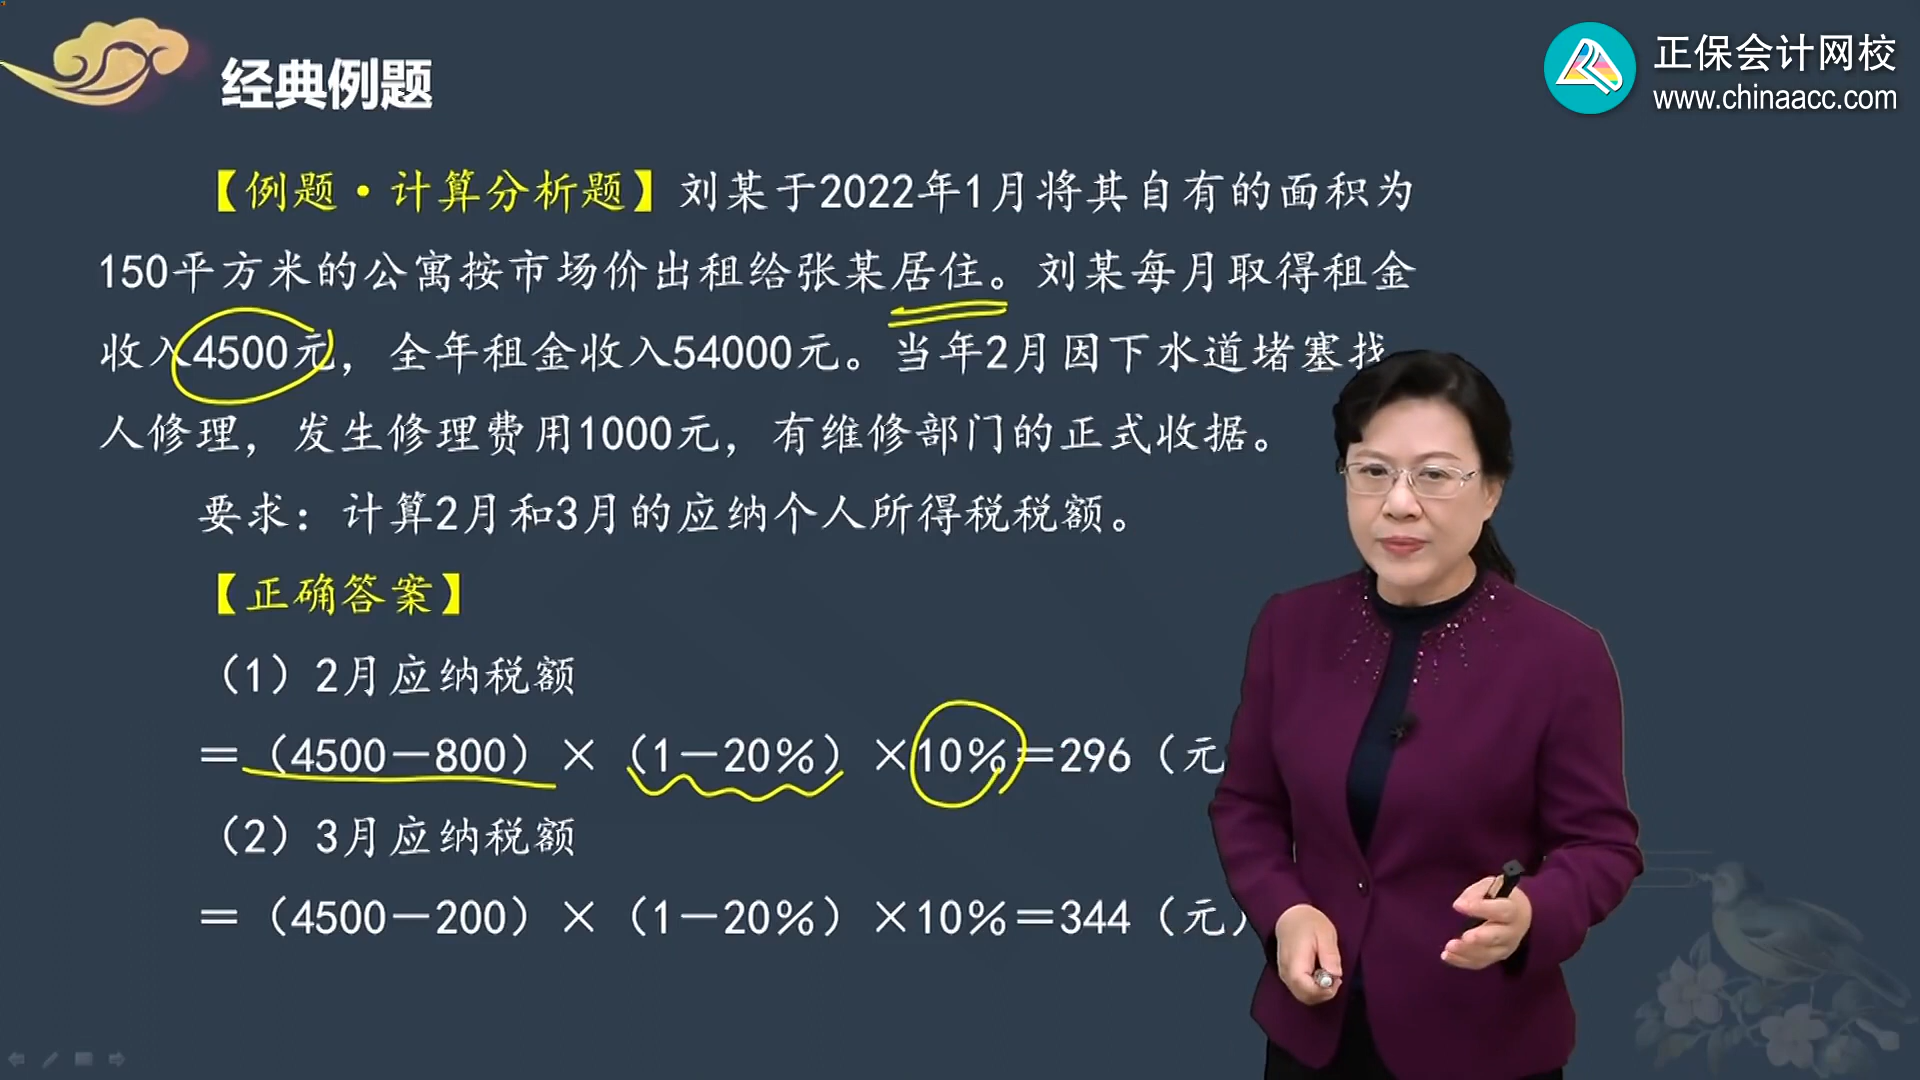 经典例题
正保会计网校
www.chinaacc.com
【例题·计算分析题】刘某于2022年1月将其自有的面积为
150平方米的公寓按市场价出租给张某居住。刘某每月取得租金
收入4500元，全年租金收入54000元。当年2月因下水道堵塞找
人修理，发生修理费用1000元，有维修部门的正式收据。
要求：计算2月和3月的应纳个人所得税税额。
【正确答案】
（1）2月应纳税额
＝（4500－800）×（1－20%）×10%＝296（元
（2）3月应纳税额
＝（4500－200）×（1－20%）×10%＝344（元）